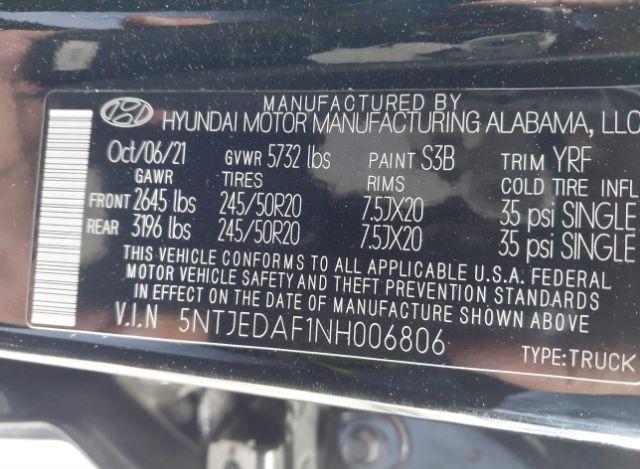 MANUFACTURED BY
HYUNDAI MOTOR MANUFACTURING ALABAMA, LLC
Oct/06/21 GVWR 5732 lbs PAINT S3B TRIM YRF
GAWR TIRES RIMS COLD TIRE INFL
FRONT 2645 lbs 245/50R20 7.5JX20 35 psi SINGLE
REAR 3196 lbs 245/50R20 7.5JX20 35 psi SINGLE
THIS VEHICLE CONFORMS TO ALL APPLICABLE U.S.A. FEDERAL
MOTOR VEHICLE SAFETY AND THEFT PREVENTION STANDARDS
IN EFFECT ON THE DATE OF MANUFACTURE SHOWN ABOVE
V.I.N 5NTJEDAF1NH006806 TYPE:TRUCK